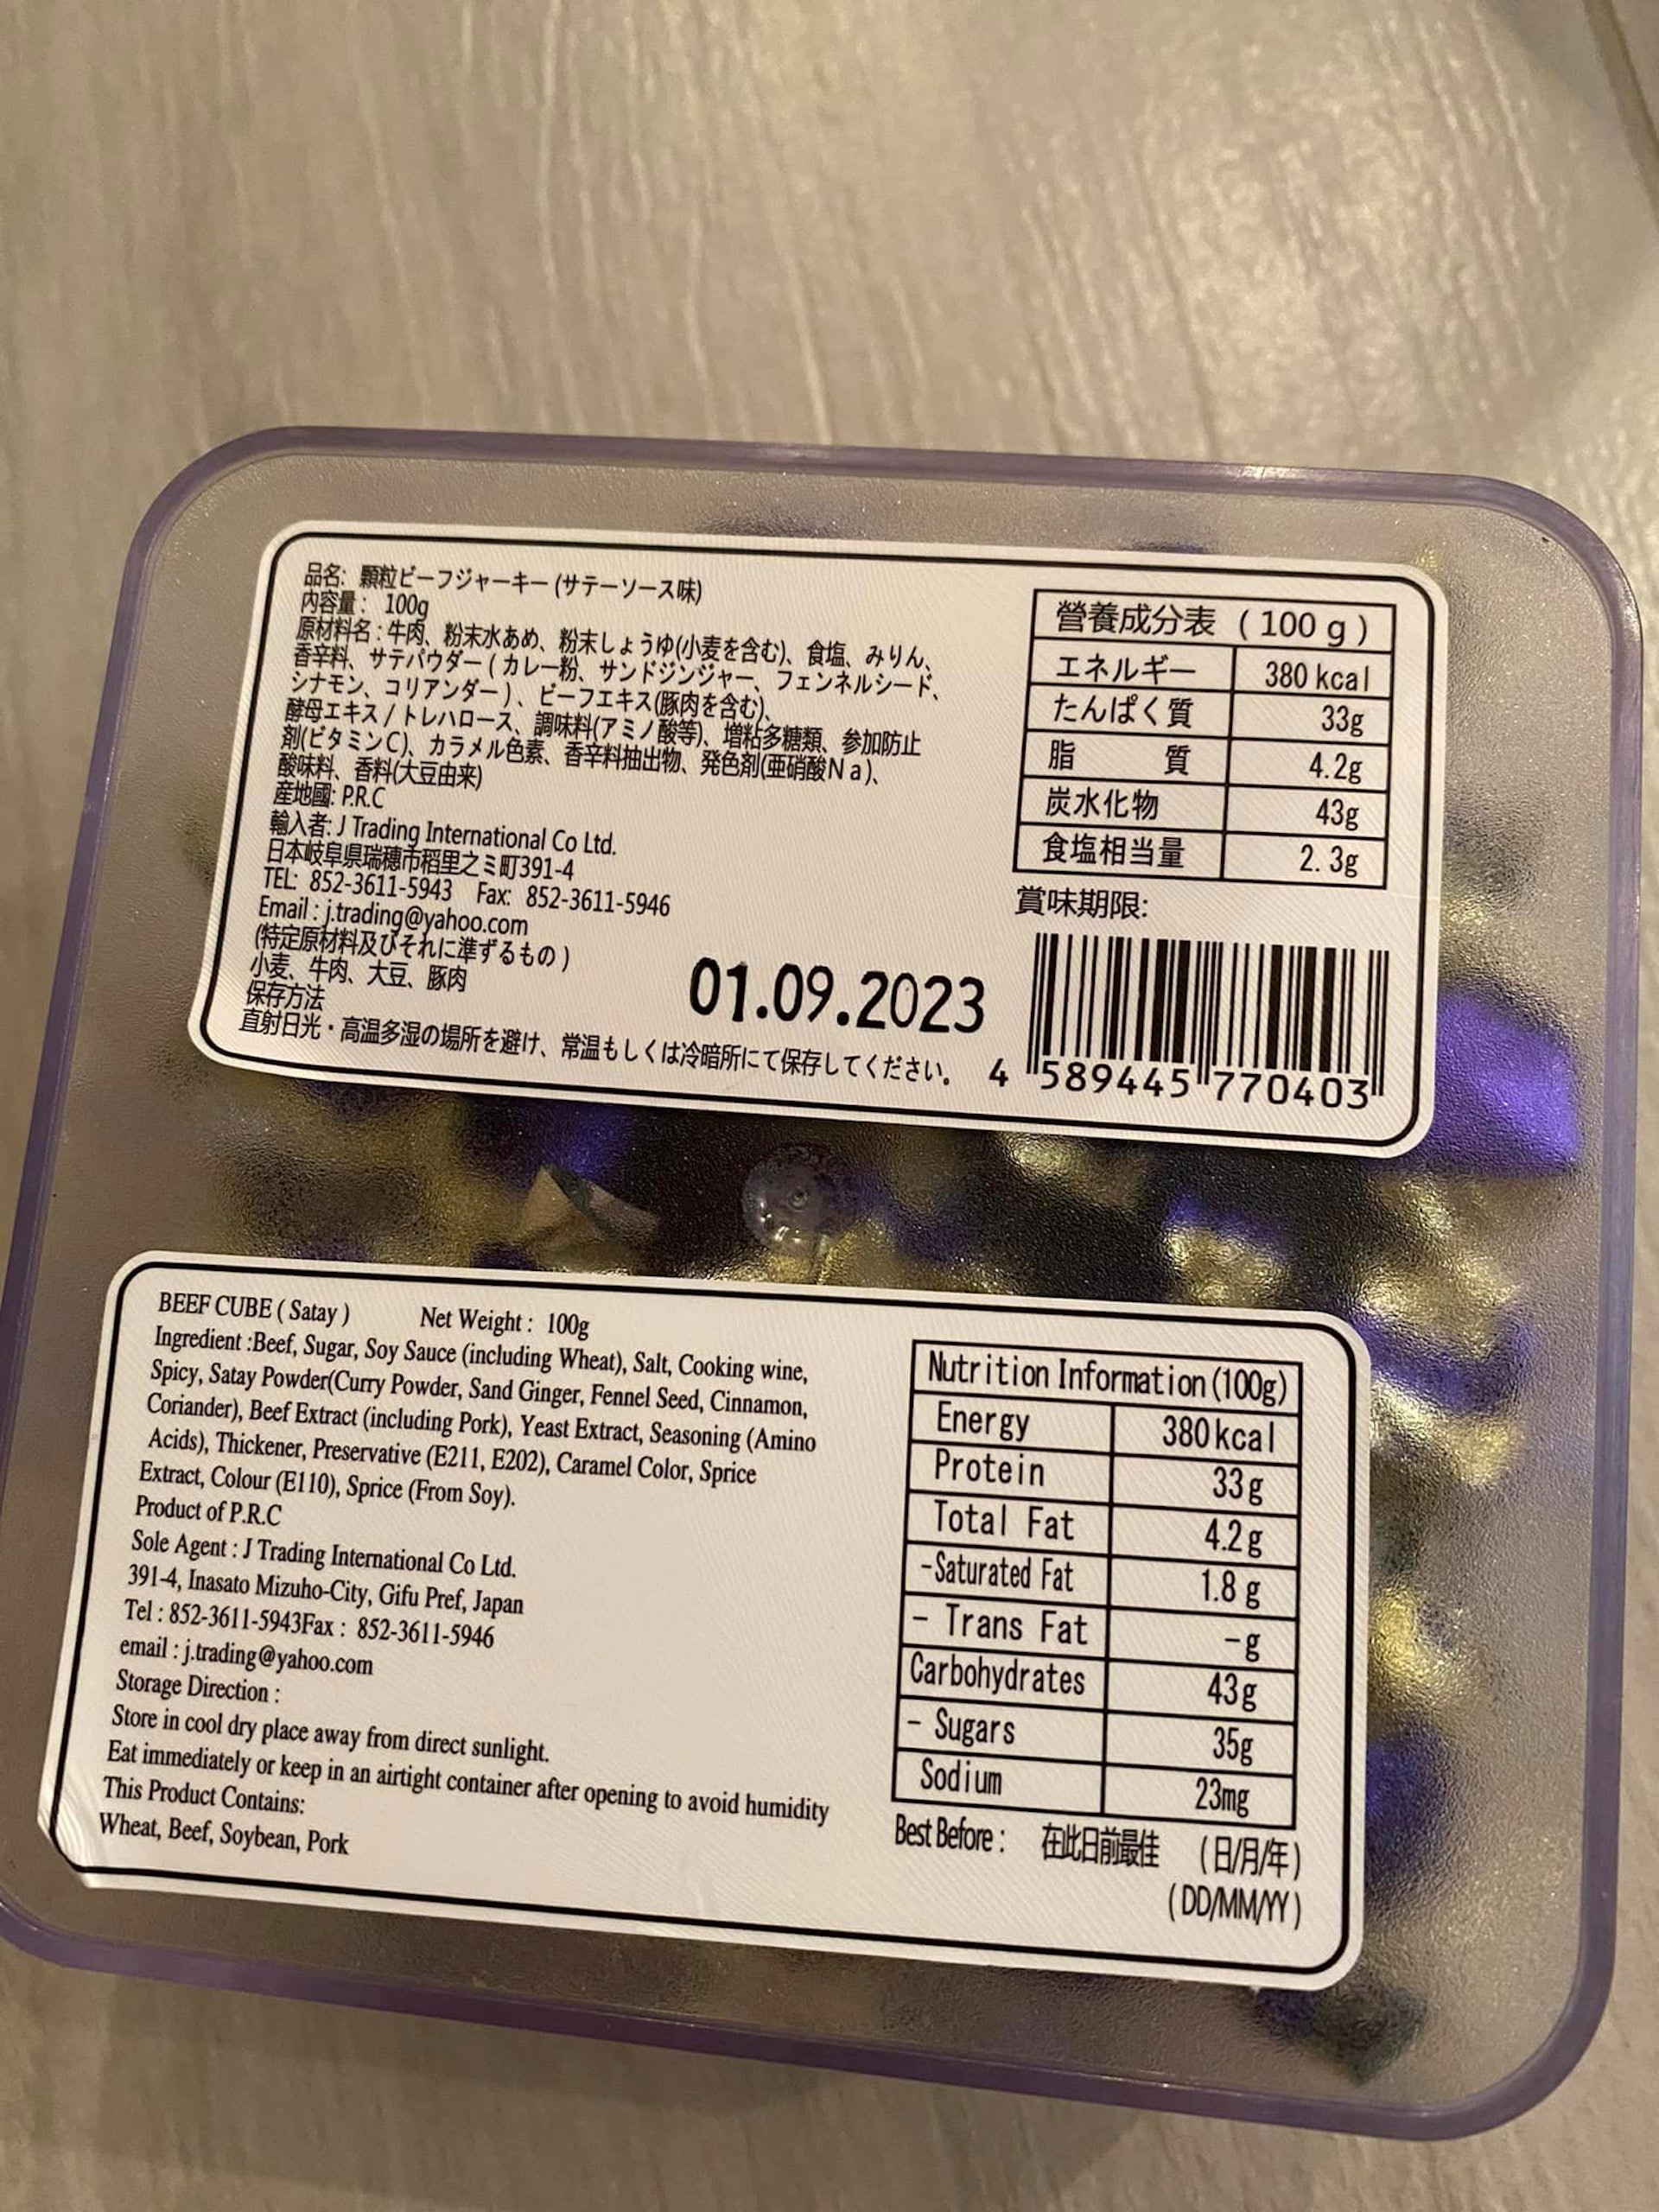 品名: 顆粒ビーフジャーキー (サテーソース味)
内容量: 100g
原材料名: 牛肉、粉末水あめ、粉末しょうゆ(小麦を含む)、食塩、みりん、
香辛料、サテパウダー ( カレー粉、サンドジンジャー、フェンネルシード、
シナモン、コリアンダー )、ビーフエキス(豚肉を含む)、
酵母エキス / トレハロース、調味料(アミノ酸等)、増粘多糖類、参加防止
剤(ビタミンC)、カラメル色素、香辛料抽出物、発色剤(亜硝酸Na)、
酸味料、香料(大豆由来)
産地國: P.R.C
輸入者: J Trading International Co Ltd.
日本岐阜県瑞穗市稻里之ミ町391-4
TEL: 852-3611-5943 Fax: 852-3611-5946
Email : j.trading@yahoo.com
(特定原材料及びそれに準ずるもの )
小麦、牛肉、大豆、豚肉
保存方法
直射日光・高温多湿の場所を避け、常温もしくは冷暗所にて保存してください。
營養成分表 ( 100 g )
エネルギー 380 kcal
たんぱく質 33g
脂 質 4.2g
炭水化物 43g
食塩相当量 2.3g
賞味期限:
01.09.2023
4 589445 770403
BEEF CUBE ( Satay ) Net Weight : 100g
Ingredient :Beef, Sugar, Soy Sauce (including Wheat), Salt, Cooking wine,
Spicy, Satay Powder(Curry Powder, Sand Ginger, Fennel Seed, Cinnamon,
Coriander), Beef Extract (including Pork), Yeast Extract, Seasoning (Amino
Acids), Thickener, Preservative (E211, E202), Caramel Color, Sprice
Extract, Colour (E110), Sprice (From Soy).
Product of P.R.C
Sole Agent : J Trading International Co Ltd.
391-4, Inasato Mizuho-City, Gifu Pref, Japan
Tel : 852-3611-5943Fax : 852-3611-5946
email : j.trading@yahoo.com
Storage Direction :
Store in cool dry place away from direct sunlight.
Eat immediately or keep in an airtight container after opening to avoid humidity
This Product Contains:
Wheat, Beef, Soybean, Pork
Nutrition Information (100g)
Energy 380 kcal
Protein 33 g
Total Fat 4.2 g
-Saturated Fat 1.8 g
- Trans Fat - g
Carbohydrates 43 g
- Sugars 35g
Sodium 23mg
Best Before : 在此日前最佳 (日/月/年)
( DD/MM/YY )